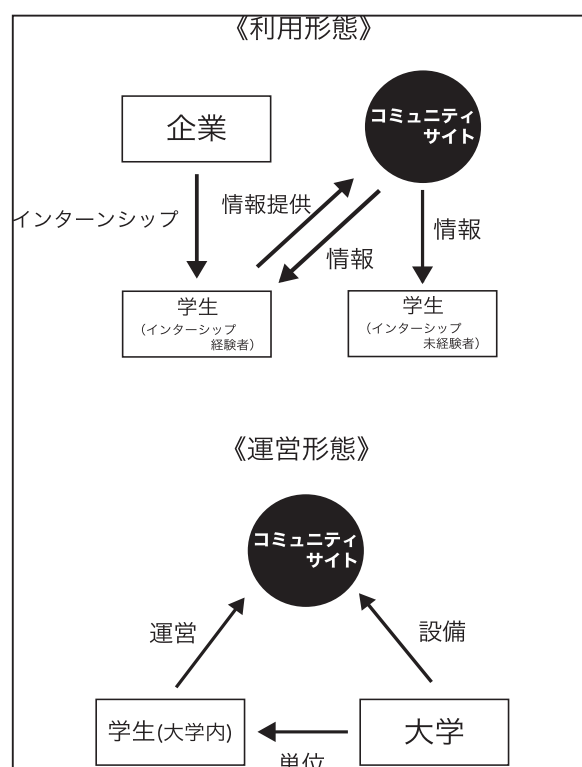 《利用形態》
企業
コミュニティ
サイト
インターンシップ
情報提供
情報
情報
学生
（インターシップ
経験者）
学生
（インターシップ
未経験者）
《運営形態》
コミュニティ
サイト
運営
設備
学生(大学内)
大学
単位